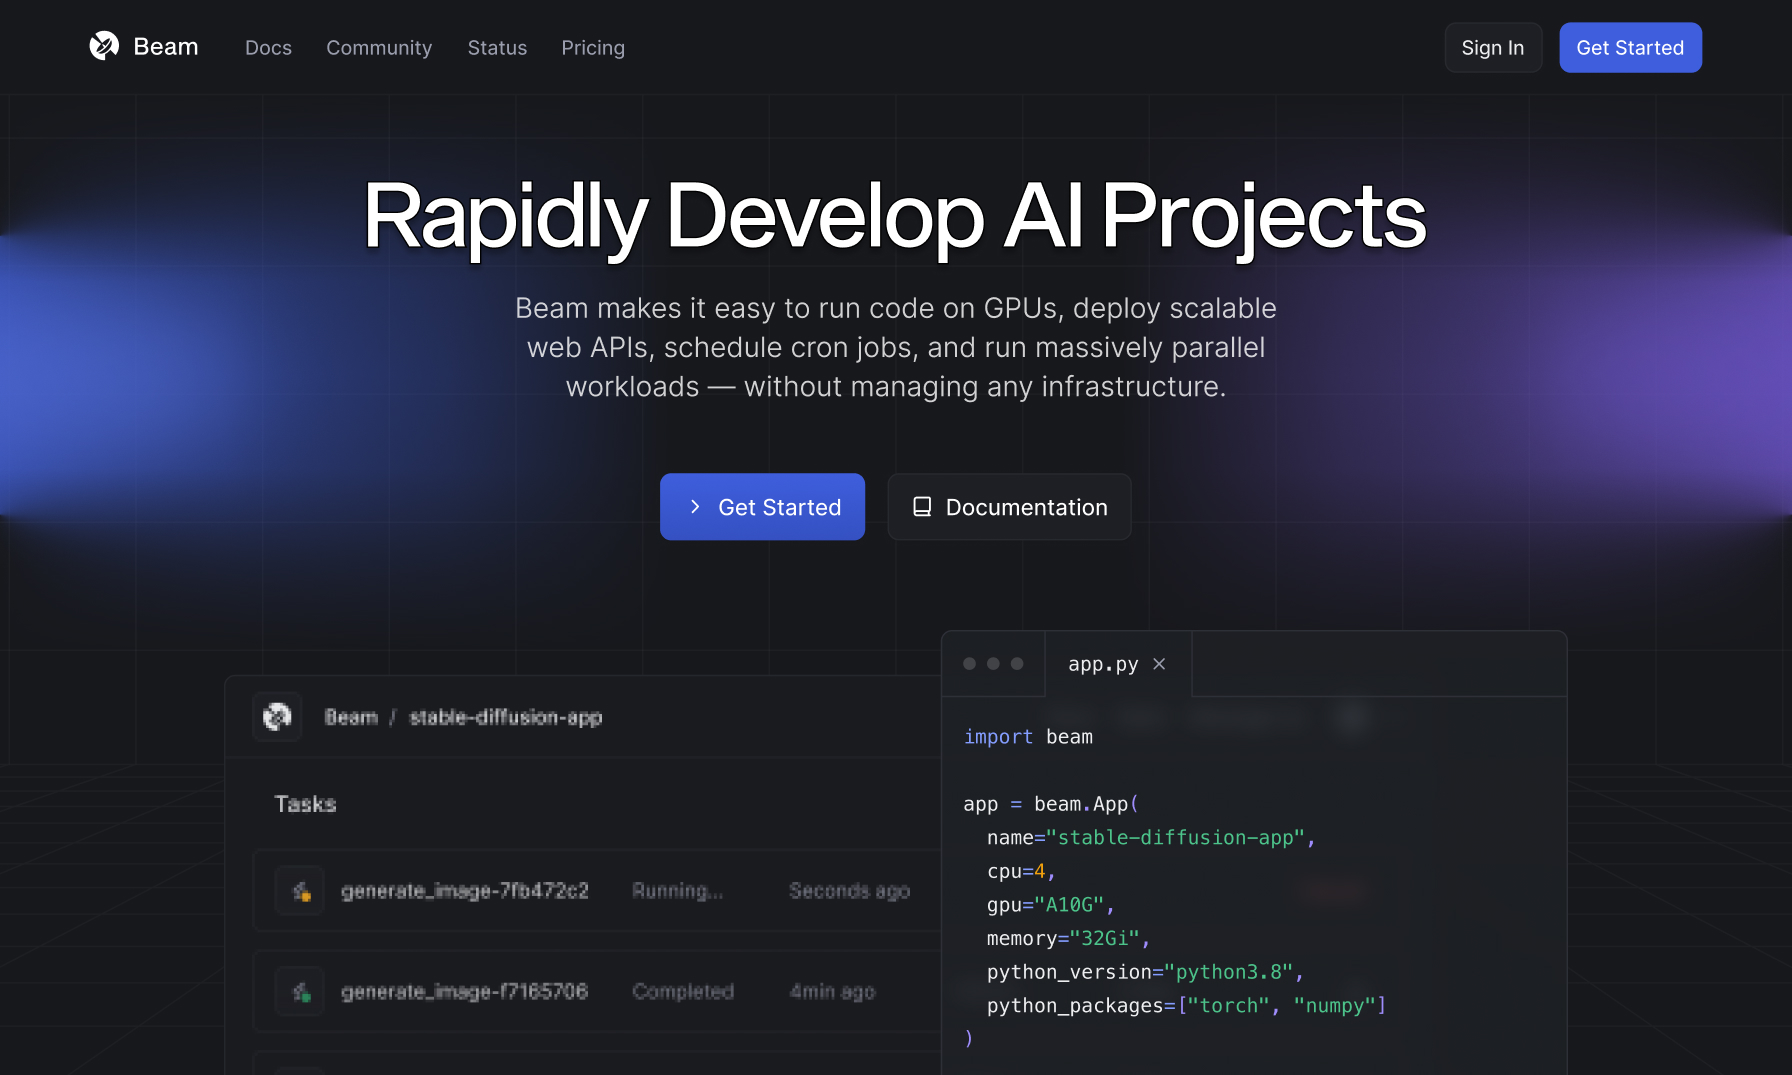 Beam
Docs
Community
Status
Pricing
Sign In
Get Started
Rapidly Develop AI Projects
Beam makes it easy to run code on GPUs, deploy scalable
web APIs, schedule cron jobs, and run massively parallel
workloads — without managing any infrastructure.
Get Started
Documentation
Beam / stable-diffusion-app
Tasks
generate_image-7fb472c2 Running... Seconds ago
generate_image-f7165706 Completed 4min ago
app.py
import beam
app = beam.App(
name="stable-diffusion-app",
cpu=4,
gpu="A10G",
memory="32Gi",
python_version="python3.8",
python_packages=["torch", "numpy"]
)